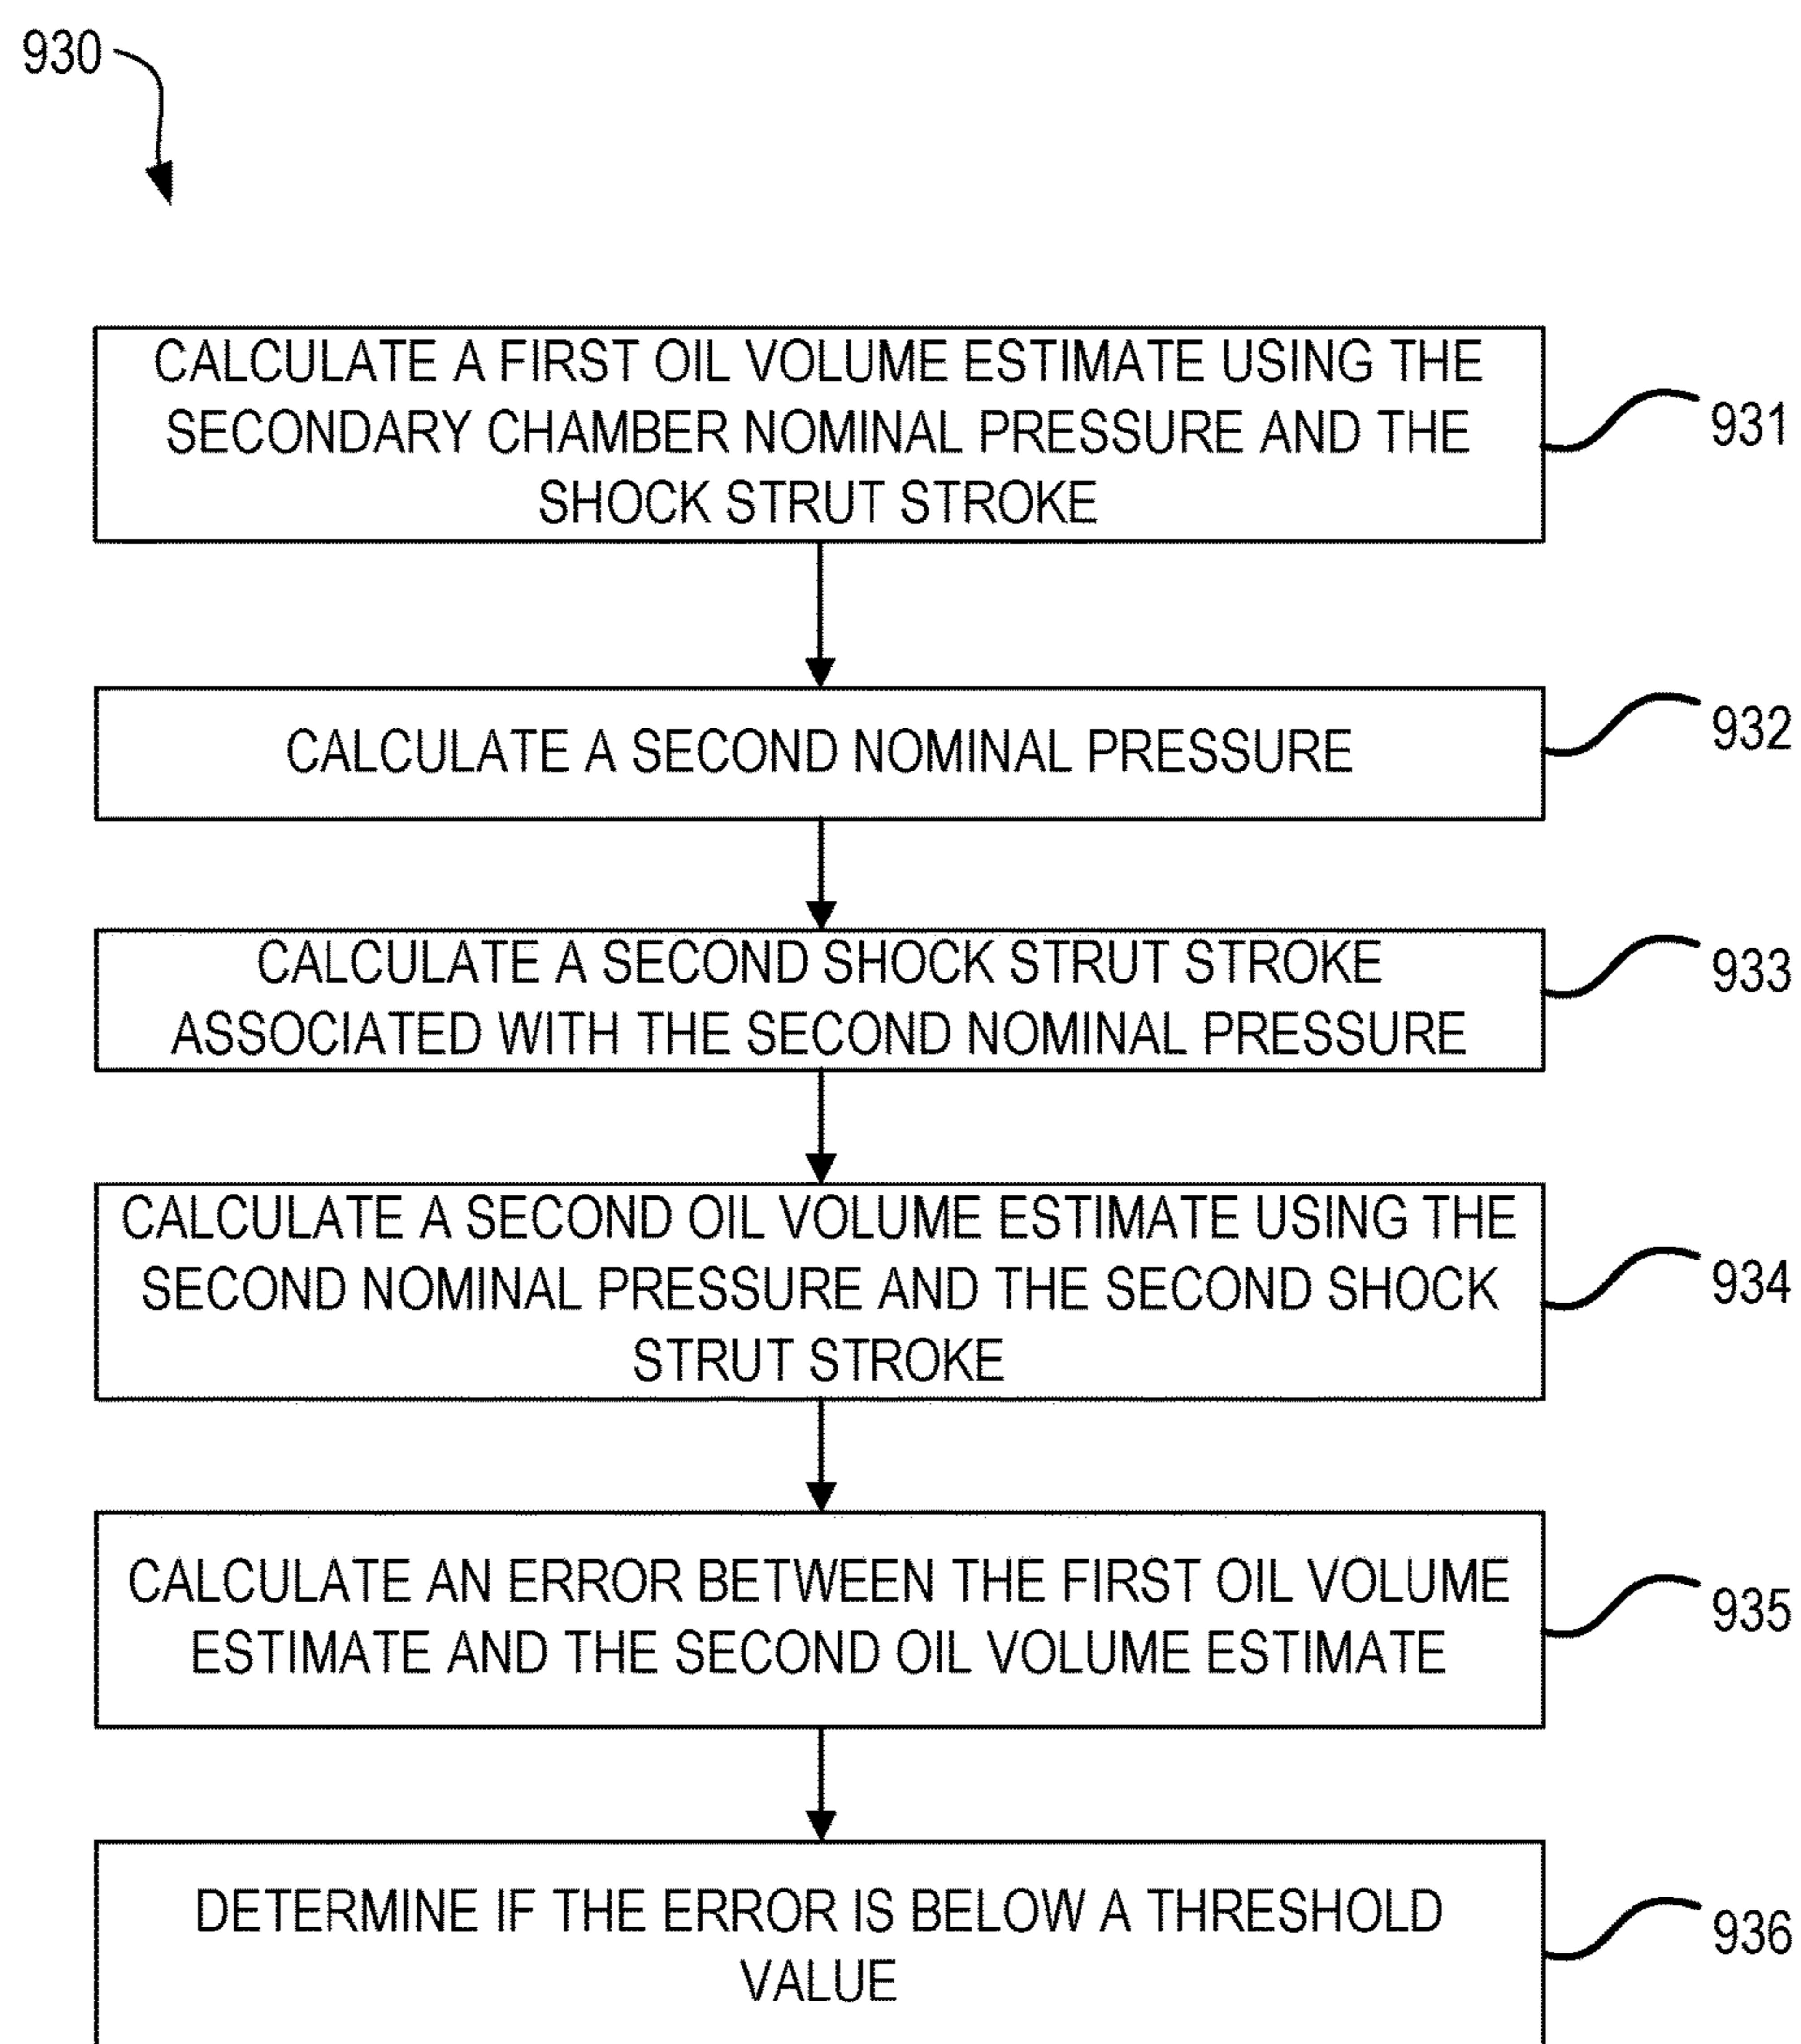 930
CALCULATE A FIRST OIL VOLUME ESTIMATE USING THE
SECONDARY CHAMBER NOMINAL PRESSURE AND THE
SHOCK STRUT STROKE
931
CALCULATE A SECOND NOMINAL PRESSURE
932
CALCULATE A SECOND SHOCK STRUT STROKE
ASSOCIATED WITH THE SECOND NOMINAL PRESSURE
933
CALCULATE A SECOND OIL VOLUME ESTIMATE USING THE
SECOND NOMINAL PRESSURE AND THE SECOND SHOCK
STRUT STROKE
934
CALCULATE AN ERROR BETWEEN THE FIRST OIL VOLUME
ESTIMATE AND THE SECOND OIL VOLUME ESTIMATE
935
DETERMINE IF THE ERROR IS BELOW A THRESHOLD
VALUE
936